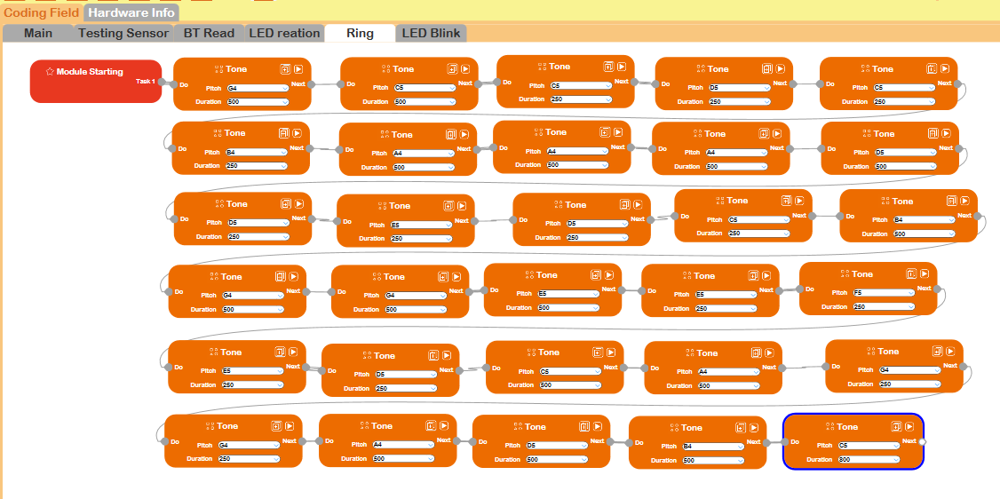 Coding Field Hardware Info
Main Testing Sensor BT Read LED reation Ring LED Blink
Module Starting
Task 1
Tone Tone Tone Tone Tone
Do Pitch G4 Next Do Pitch C5 Next Do Pitch C5 Next Do Pitch D5 Next Do Pitch C5 Next
Duration 500 Duration 500 Duration 250 Duration 250 Duration 250
Tone Tone Tone Tone Tone
Do Pitch B4 Next Do Pitch A4 Next Do Pitch A4 Next Do Pitch A4 Next Do Pitch D5 Next
Duration 250 Duration 500 Duration 500 Duration 500 Duration 500
Tone Tone Tone Tone Tone
Do Pitch D5 Next Do Pitch E5 Next Do Pitch D5 Next Do Pitch C5 Next Do Pitch B4 Next
Duration 250 Duration 250 Duration 250 Duration 250 Duration 500
Tone Tone Tone Tone Tone
Do Pitch G4 Next Do Pitch G4 Next Do Pitch E5 Next Do Pitch E5 Next Do Pitch F5 Next
Duration 500 Duration 500 Duration 500 Duration 250 Duration 250
Tone Tone Tone Tone Tone
Do Pitch E5 Next Do Pitch D5 Next Do Pitch C5 Next Do Pitch A4 Next Do Pitch G4 Next
Duration 250 Duration 250 Duration 500 Duration 500 Duration 250
Tone Tone Tone Tone Tone
Do Pitch G4 Next Do Pitch A4 Next Do Pitch D5 Next Do Pitch B4 Next Do Pitch C5 Next
Duration 250 Duration 500 Duration 500 Duration 500 Duration 800